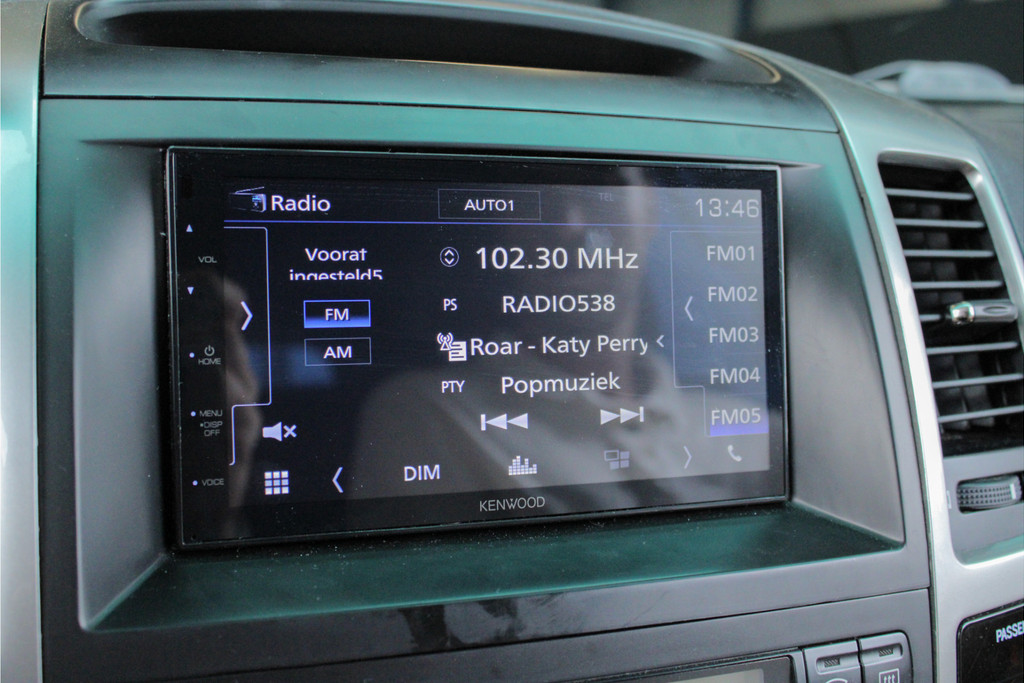 Radio
AUTO1
TEL
13:46
VOL
Voorat
ingesteld5
102.30 MHz
FM01
FM
PS
RADIO538
FM02
AM
Roar - Katy Perry
FM03
HOME
PTY
Popmuziek
FM04
MENU
•DISP
OFF
FM05
VOICE
DIM
KENWOOD